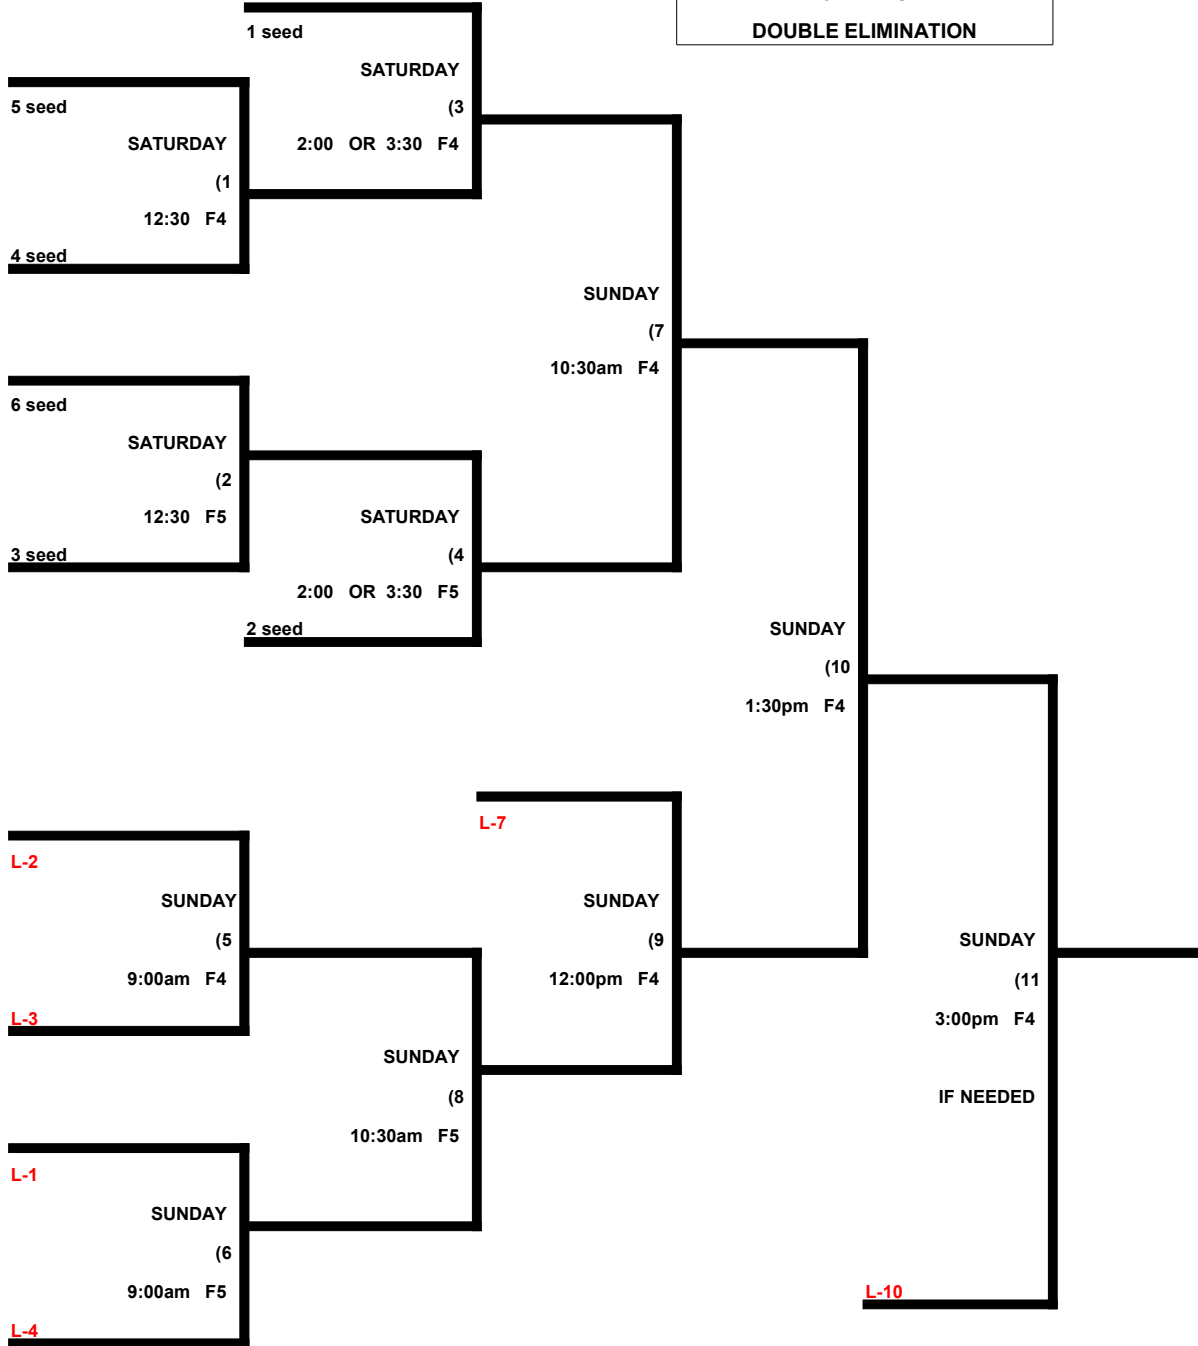 DOUBLE ELIMINATION
1 seed
SATURDAY
(3
2:00 OR 3:30 F4
5 seed
SATURDAY
(1
12:30 F4
4 seed
SUNDAY
(7
10:30am F4
6 seed
SATURDAY
(2
12:30 F5
3 seed
SATURDAY
(4
2:00 OR 3:30 F5
2 seed
SUNDAY
(10
1:30pm F4
L-7
L-2
SUNDAY
(5
9:00am F4
L-3
SUNDAY
(9
12:00pm F4
SUNDAY
(11
3:00pm F4
IF NEEDED
SUNDAY
(8
10:30am F5
L-1
SUNDAY
(6
9:00am F5
L-4
L-10